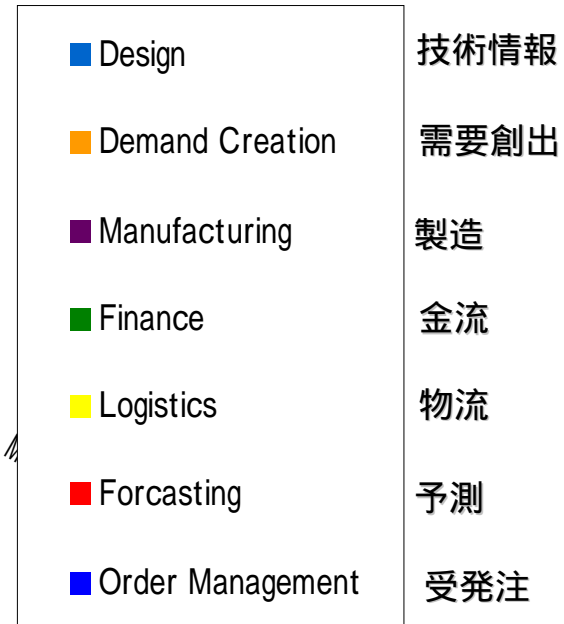 Design 技術情報
Demand Creation 需要創出
Manufacturing 製造
Finance 金流
Logistics 物流
Forcasting 予測
Order Management 受発注